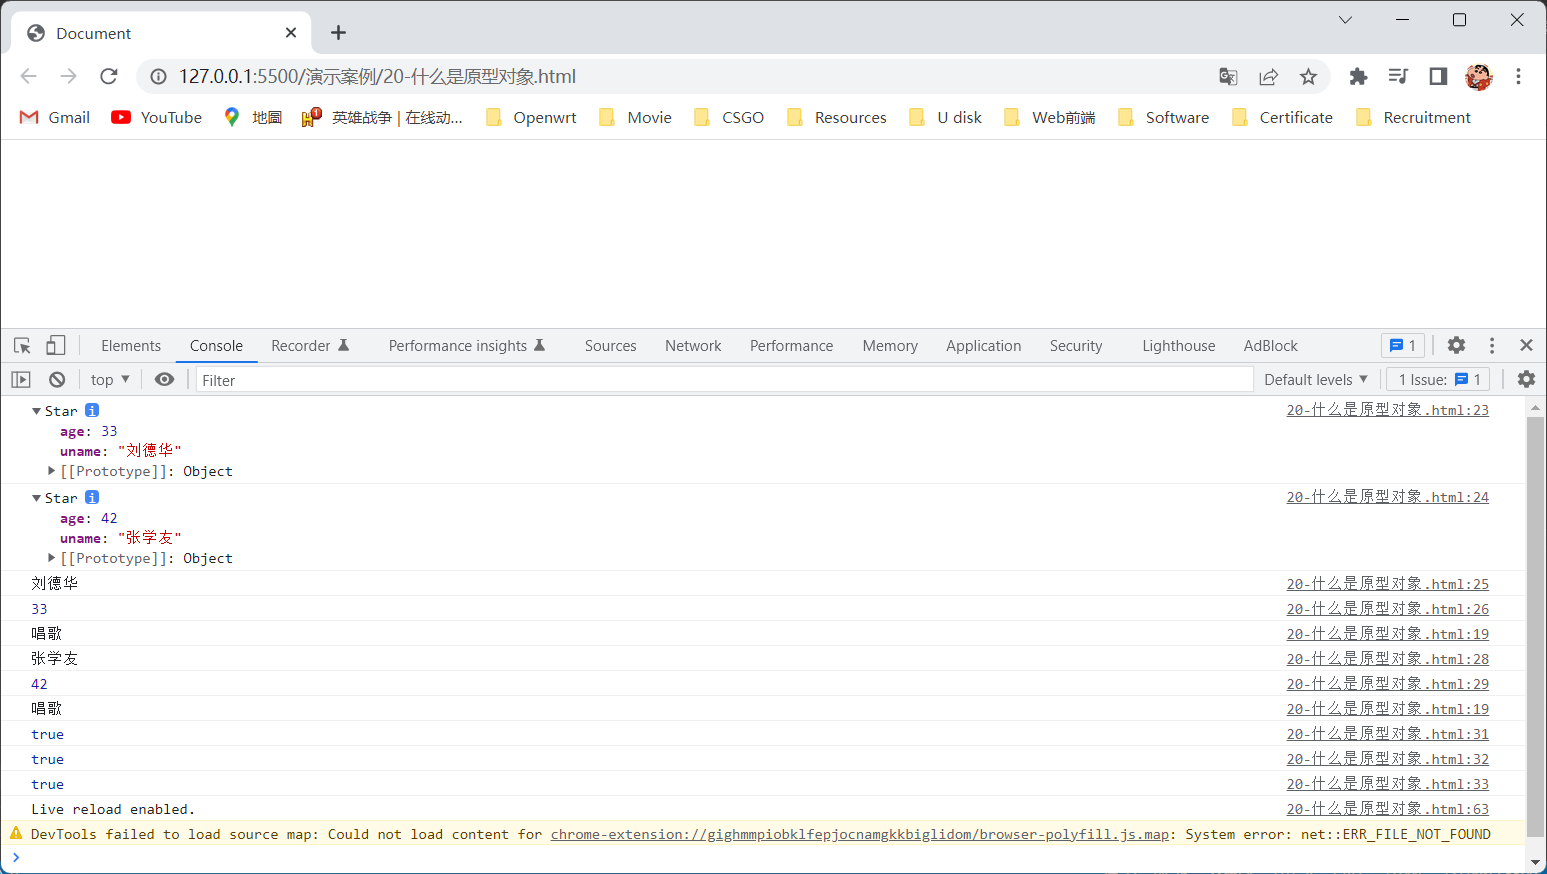 Document
127.0.0.1:5500/演示案例/20-什么是原型对象.html
Gmail YouTube 地圖 英雄战争 | 在线动... Openwrt Movie CSGO Resources U disk Web前端 Software Certificate Recruitment
Elements Console Recorder Performance insights Sources Network Performance Memory Application Security Lighthouse AdBlock 1
top Filter Default levels 1 Issue: 1
Star 20-什么是原型对象.html:23
age: 33
uname: "刘德华"
[[Prototype]]: Object
Star 20-什么是原型对象.html:24
age: 42
uname: "张学友"
[[Prototype]]: Object
刘德华 20-什么是原型对象.html:25
33 20-什么是原型对象.html:26
唱歌 20-什么是原型对象.html:19
张学友 20-什么是原型对象.html:28
42 20-什么是原型对象.html:29
唱歌 20-什么是原型对象.html:19
true 20-什么是原型对象.html:31
true 20-什么是原型对象.html:32
true 20-什么是原型对象.html:33
Live reload enabled. 20-什么是原型对象.html:63
DevTools failed to load source map: Could not load content for chrome-extension://gighmmpiobklfepjocnamgkkbiglidom/browser-polyfill.js.map: System error: net::ERR_FILE_NOT_FOUND